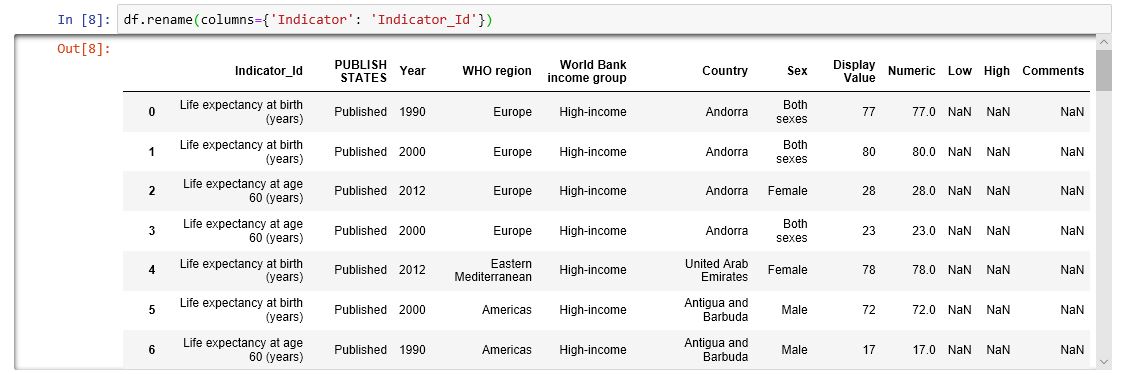 In [8]: df.rename(columns={'Indicator': 'Indicator_Id'})
Out[8]:
Indicator_Id PUBLISH STATES Year WHO region World Bank income group Country Sex Display Value Numeric Low High Comments
0 Life expectancy at birth (years) Published 1990 Europe High-income Andorra Both sexes 77 77.0 NaN NaN NaN
1 Life expectancy at birth (years) Published 2000 Europe High-income Andorra Both sexes 80 80.0 NaN NaN NaN
2 Life expectancy at age 60 (years) Published 2012 Europe High-income Andorra Female 28 28.0 NaN NaN NaN
3 Life expectancy at age 60 (years) Published 2000 Europe High-income Andorra Both sexes 23 23.0 NaN NaN NaN
4 Life expectancy at birth (years) Published 2012 Eastern Mediterranean High-income United Arab Emirates Female 78 78.0 NaN NaN NaN
5 Life expectancy at birth (years) Published 2000 Americas High-income Antigua and Barbuda Male 72 72.0 NaN NaN NaN
6 Life expectancy at age 60 (years) Published 1990 Americas High-income Antigua and Barbuda Male 17 17.0 NaN NaN NaN